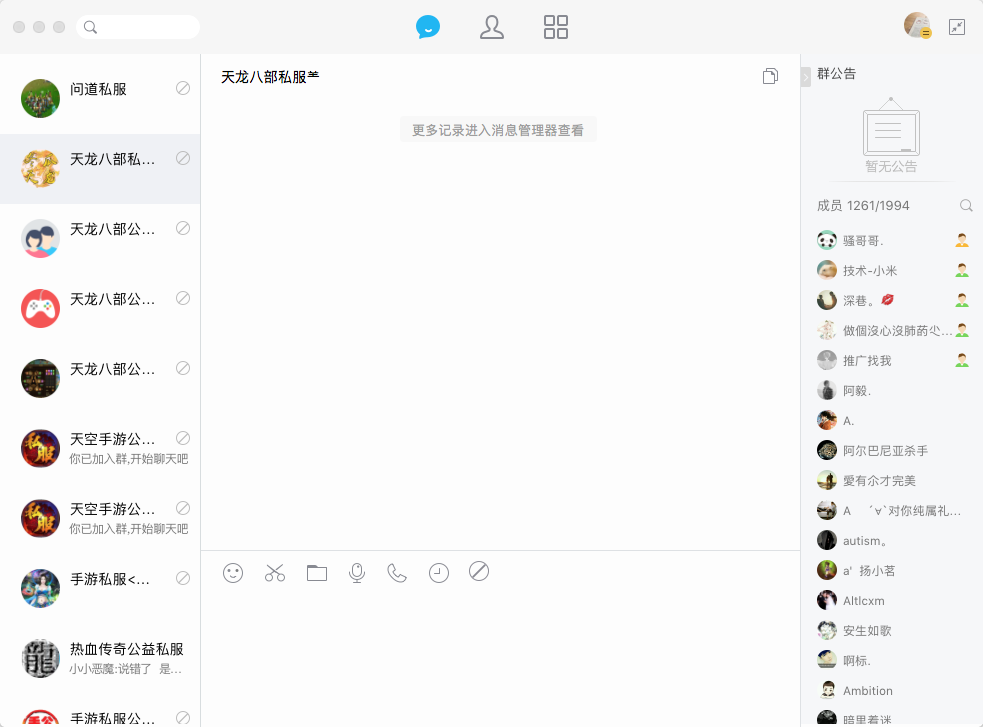 问道私服
天龙八部私…
天龙八部公…
天龙八部公…
天龙八部公…
天空手游公…
你已加入群,开始聊天吧
天空手游公…
你已加入群,开始聊天吧
手游私服<…
热血传奇公益私服
小小恶魔:说错了 是…
手游私服公…
天龙八部私服
更多记录进入消息管理器查看
群公告
暂无公告
成员 1261/1994
骚哥哥.
技术-小米
深巷。
做個沒心沒肺菂尐…
推广找我
阿毅.
A.
阿尔巴尼亚杀手
愛有尒才完美
A ˊ∀ˋ对你纯属礼…
autism。
a' 扬小茗
Altlcxm
安生如歌
啊标.
Ambition
暗里着迷